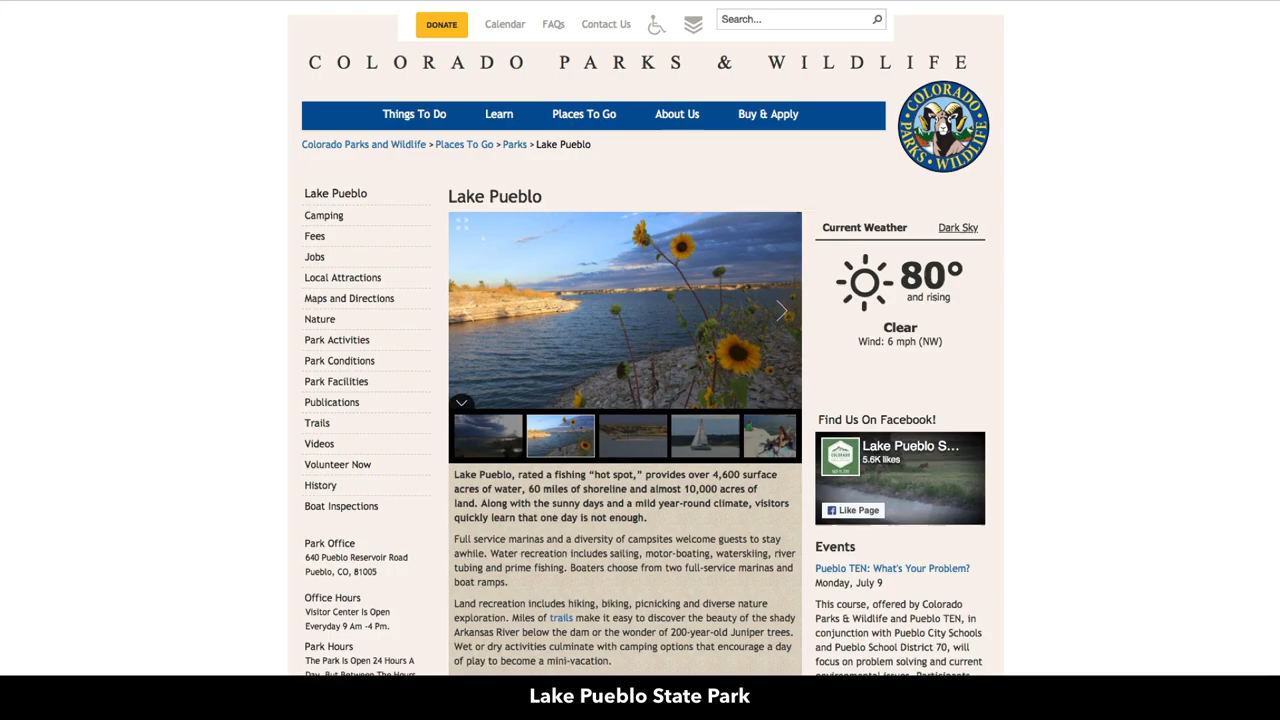 DONATE Calendar FAQs Contact Us Search...
COLORADO PARKS & WILDLIFE
COLORADO PARKS WILDLIFE
Things To Do Learn Places To Go About Us Buy & Apply
Colorado Parks and Wildlife > Places To Go > Parks > Lake Pueblo
Lake Pueblo
Camping
Fees
Jobs
Local Attractions
Maps and Directions
Nature
Park Activities
Park Conditions
Park Facilities
Publications
Trails
Videos
Volunteer Now
History
Boat Inspections
Park Office
640 Pueblo Reservoir Road
Pueblo, CO, 81005
Office Hours
Visitor Center Is Open
Everyday 9 Am -4 Pm.
Park Hours
The Park Is Open 24 Hours A
Day, But Between The Hours
Lake Pueblo
Lake Pueblo, rated a fishing “hot spot,” provides over 4,600 surface
acres of water, 60 miles of shoreline and almost 10,000 acres of
land. Along with the sunny days and a mild year-round climate, visitors
quickly learn that one day is not enough.
Full service marinas and a diversity of campsites welcome guests to stay
awhile. Water recreation includes sailing, motor-boating, waterskiing, river
tubing and prime fishing. Boaters choose from two full-service marinas and
boat ramps.
Land recreation includes hiking, biking, picnicking and diverse nature
exploration. Miles of trails make it easy to discover the beauty of the shady
Arkansas River below the dam or the wonder of 200-year-old Juniper trees.
Wet or dry activities culminate with camping options that encourage a day
of play to become a mini-vacation.
Current Weather Dark Sky
80°
and rising
Clear
Wind: 6 mph (NW)
Find Us On Facebook!
Lake Pueblo S...
5.6K likes
Like Page
Events
Pueblo TEN: What's Your Problem?
Monday, July 9
This course, offered by Colorado
Parks & Wildlife and Pueblo TEN, in
conjunction with Pueblo City Schools
and Pueblo School District 70, will
focus on problem solving and current
environmental issues. Participants
Lake Pueblo State Park